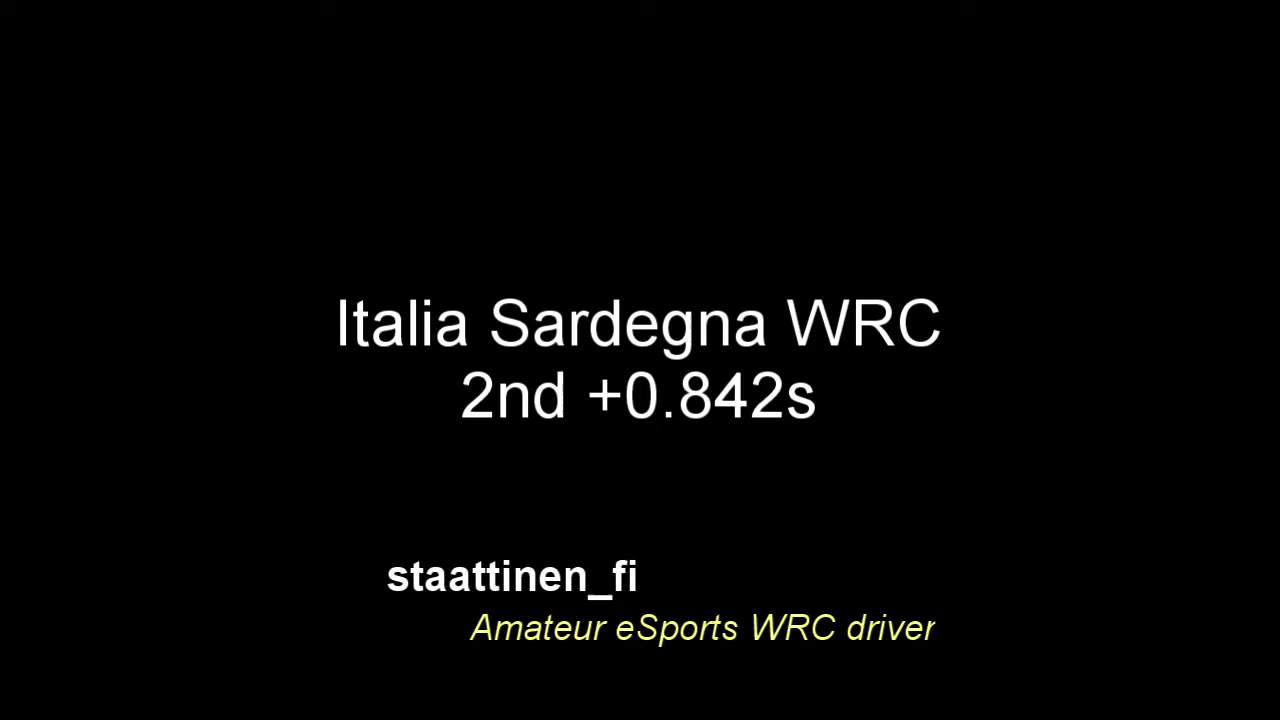 Italia Sardegna WRC
2nd +0.842s
staattinen_fi
Amateur eSports WRC driver